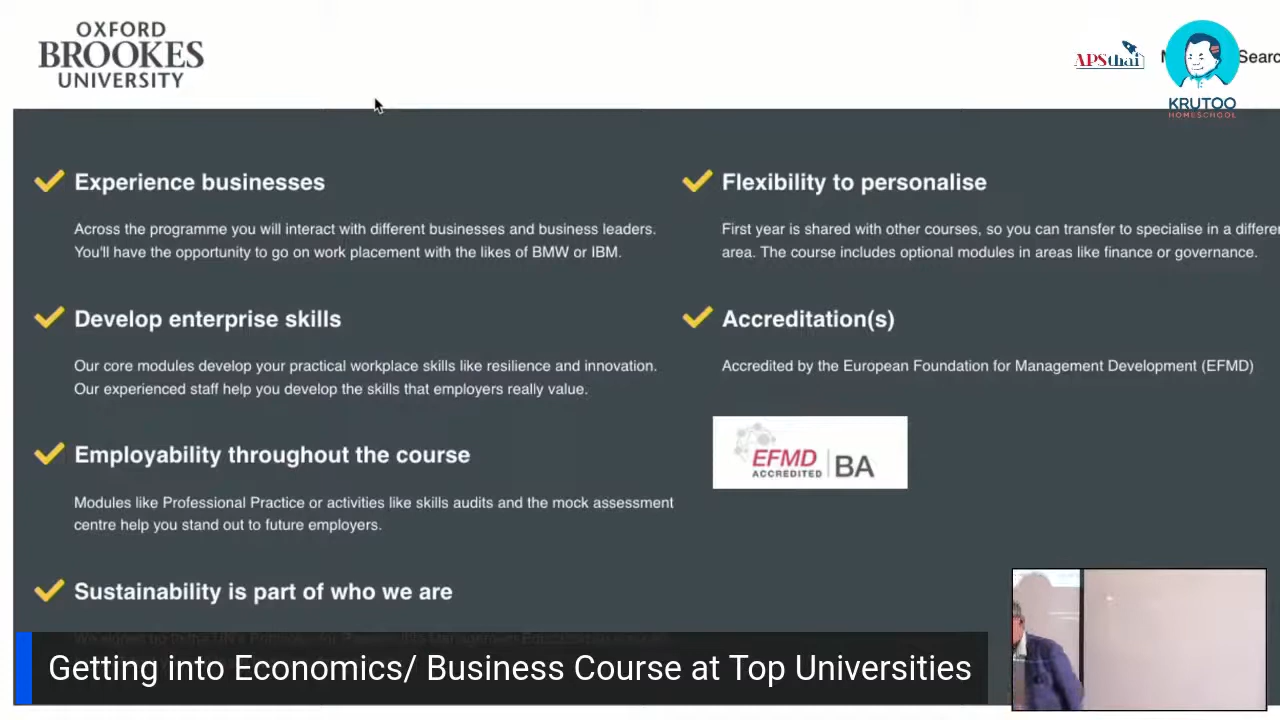 OXFORD
BROOKES
UNIVERSITY
APSthai
KRUTOO
HOMESCHOOL
Experience businesses
Across the programme you will interact with different businesses and business leaders.
You'll have the opportunity to go on work placement with the likes of BMW or IBM.
Develop enterprise skills
Our core modules develop your practical workplace skills like resilience and innovation.
Our experienced staff help you develop the skills that employers really value.
Employability throughout the course
Modules like Professional Practice or activities like skills audits and the mock assessment
centre help you stand out to future employers.
Sustainability is part of who we are
Flexibility to personalise
First year is shared with other courses, so you can transfer to specialise in a
area. The course includes optional modules in areas like finance or governance.
Accreditation(s)
Accredited by the European Foundation for Management Development (EFMD)
EFMD
ACCREDITED
BA
Getting into Economics/ Business Course at Top Universities